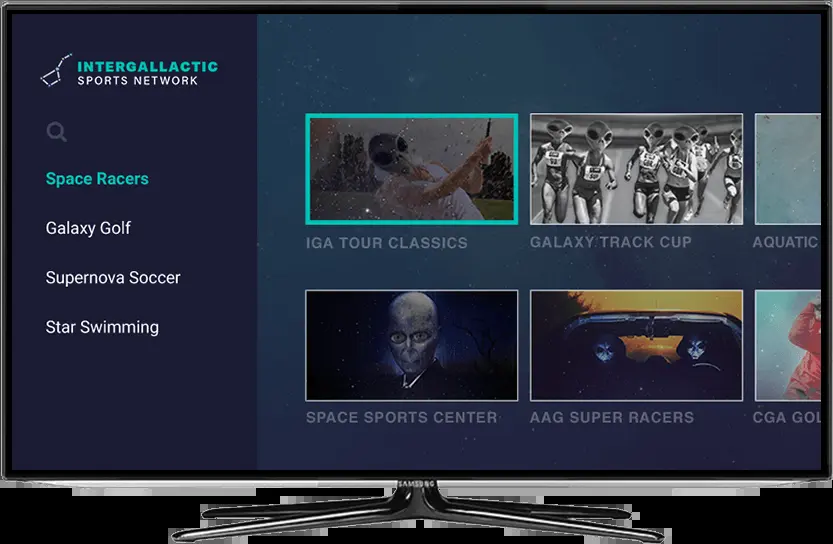 INTERGALLACTIC
SPORTS NETWORK
Space Racers
Galaxy Golf
Supernova Soccer
Star Swimming
IGA TOUR CLASSICS
GALAXY TRACK CUP
AQUATIC
SPACE SPORTS CENTER
AAG SUPER RACERS
CGA GOL
SAMSUNG